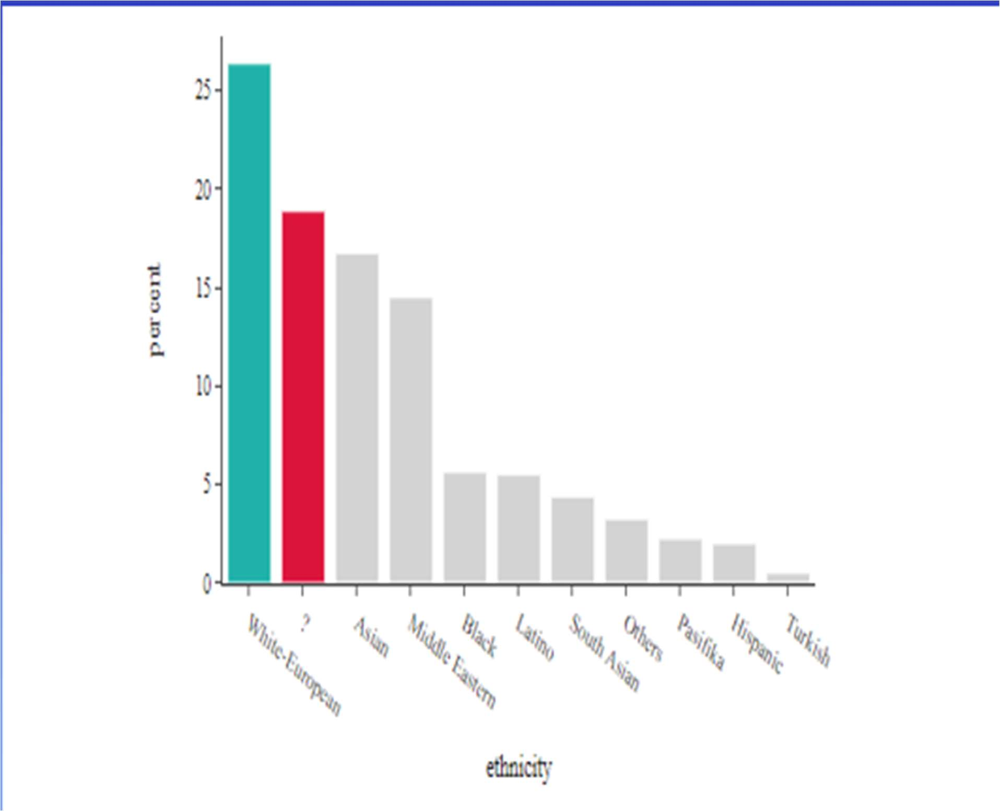 25
20
15
10
5
0
percent
White-European
?
Asian
Middle Eastern
Black
Latino
South Asian
Others
Pasifika
Hispanic
Turkish
ethnicity